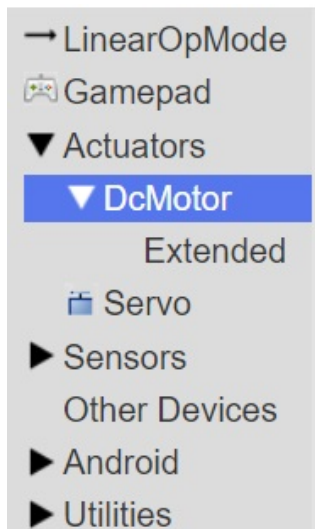 LinearOpMode
Gamepad
Actuators
DcMotor
Extended
Servo
Sensors
Other Devices
Android
Utilities